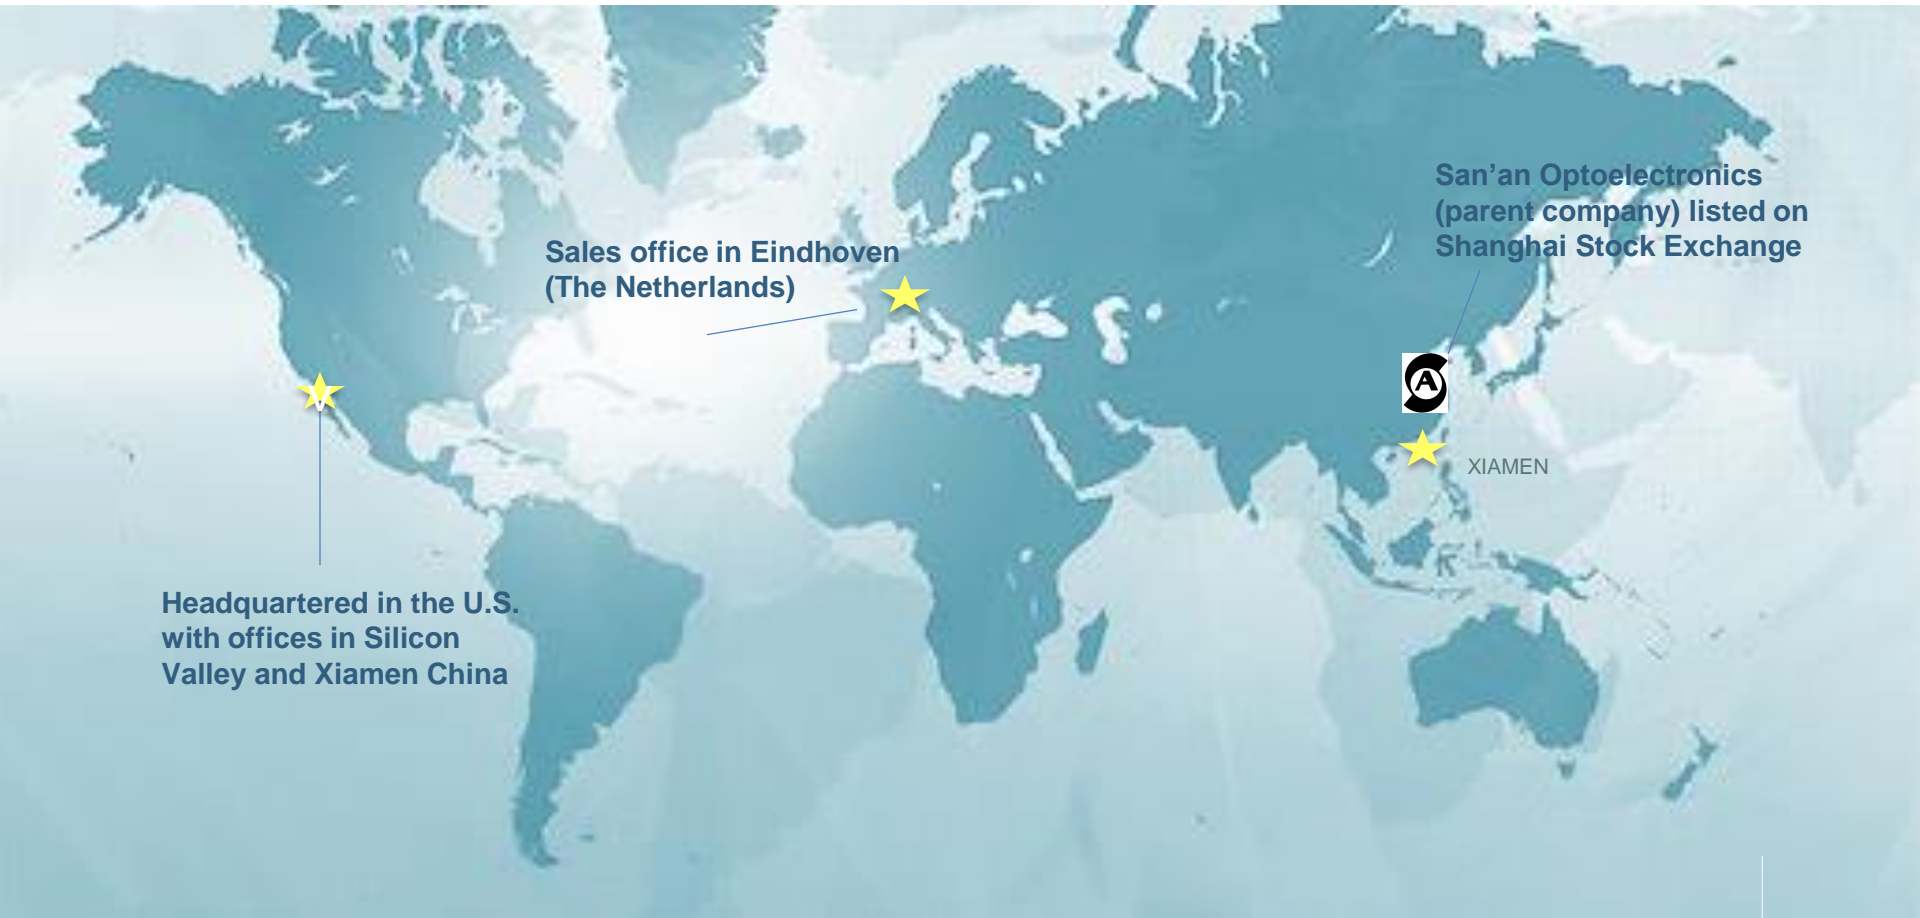 San’an Optoelectronics
(parent company) listed on
Shanghai Stock Exchange
Sales office in Eindhoven
(The Netherlands)
A
V
XIAMEN
Headquartered in the U.S.
with offices in Silicon
Valley and Xiamen China